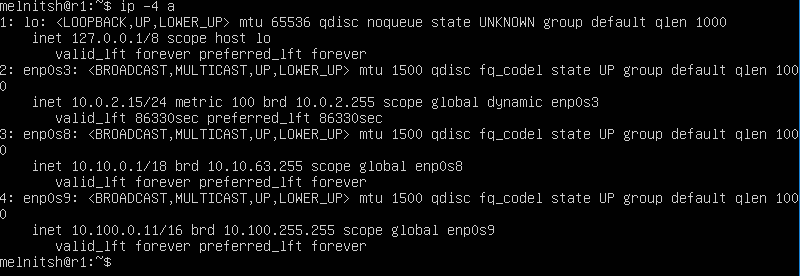 melnitsh@r1:~$ ip -4 a
1: lo: <LOOPBACK,UP,LOWER_UP> mtu 65536 qdisc noqueue state UNKNOWN group default qlen 1000
    inet 127.0.0.1/8 scope host lo
       valid_lft forever preferred_lft forever
2: enp0s3: <BROADCAST,MULTICAST,UP,LOWER_UP> mtu 1500 qdisc fq_codel state UP group default qlen 100
0
    inet 10.0.2.15/24 metric 100 brd 10.0.2.255 scope global dynamic enp0s3
       valid_lft 86330sec preferred_lft 86330sec
3: enp0s8: <BROADCAST,MULTICAST,UP,LOWER_UP> mtu 1500 qdisc fq_codel state UP group default qlen 100
0
    inet 10.10.0.1/18 brd 10.10.63.255 scope global enp0s8
       valid_lft forever preferred_lft forever
4: enp0s9: <BROADCAST,MULTICAST,UP,LOWER_UP> mtu 1500 qdisc fq_codel state UP group default qlen 100
0
    inet 10.100.0.11/16 brd 10.100.255.255 scope global enp0s9
       valid_lft forever preferred_lft forever
melnitsh@r1:~$